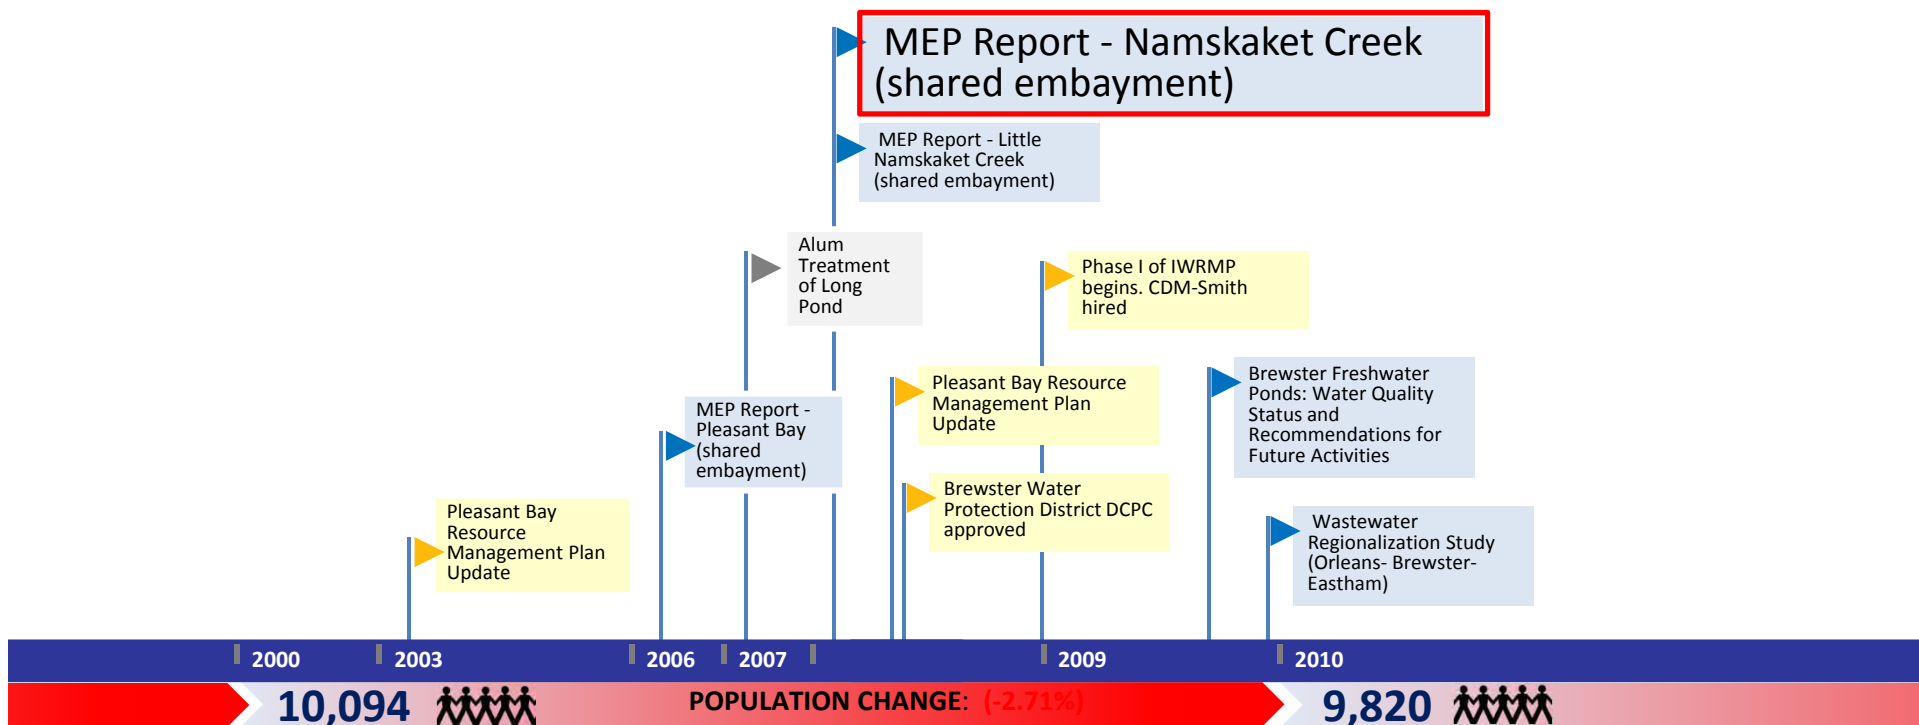 MEP Report - Namskaket Creek
(shared embayment)
MEP Report - Little
Namskaket Creek
(shared embayment)
Alum
Treatment
of Long
Pond
Phase I of IWRMP
begins. CDM-Smith
hired
Pleasant Bay Resource
Management Plan
Update
Brewster Freshwater
Ponds: Water Quality
Status and
Recommendations for
Future Activities
MEP Report -
Pleasant Bay
(shared
embayment)
Brewster Water
Protection District DCPC
approved
Pleasant Bay
Resource
Management Plan
Update
Wastewater
Regionalization Study
(Orleans- Brewster-
Eastham)
2000 2003 2006 2007 2009 2010
10,094 POPULATION CHANGE: (-2.71%) 9,820